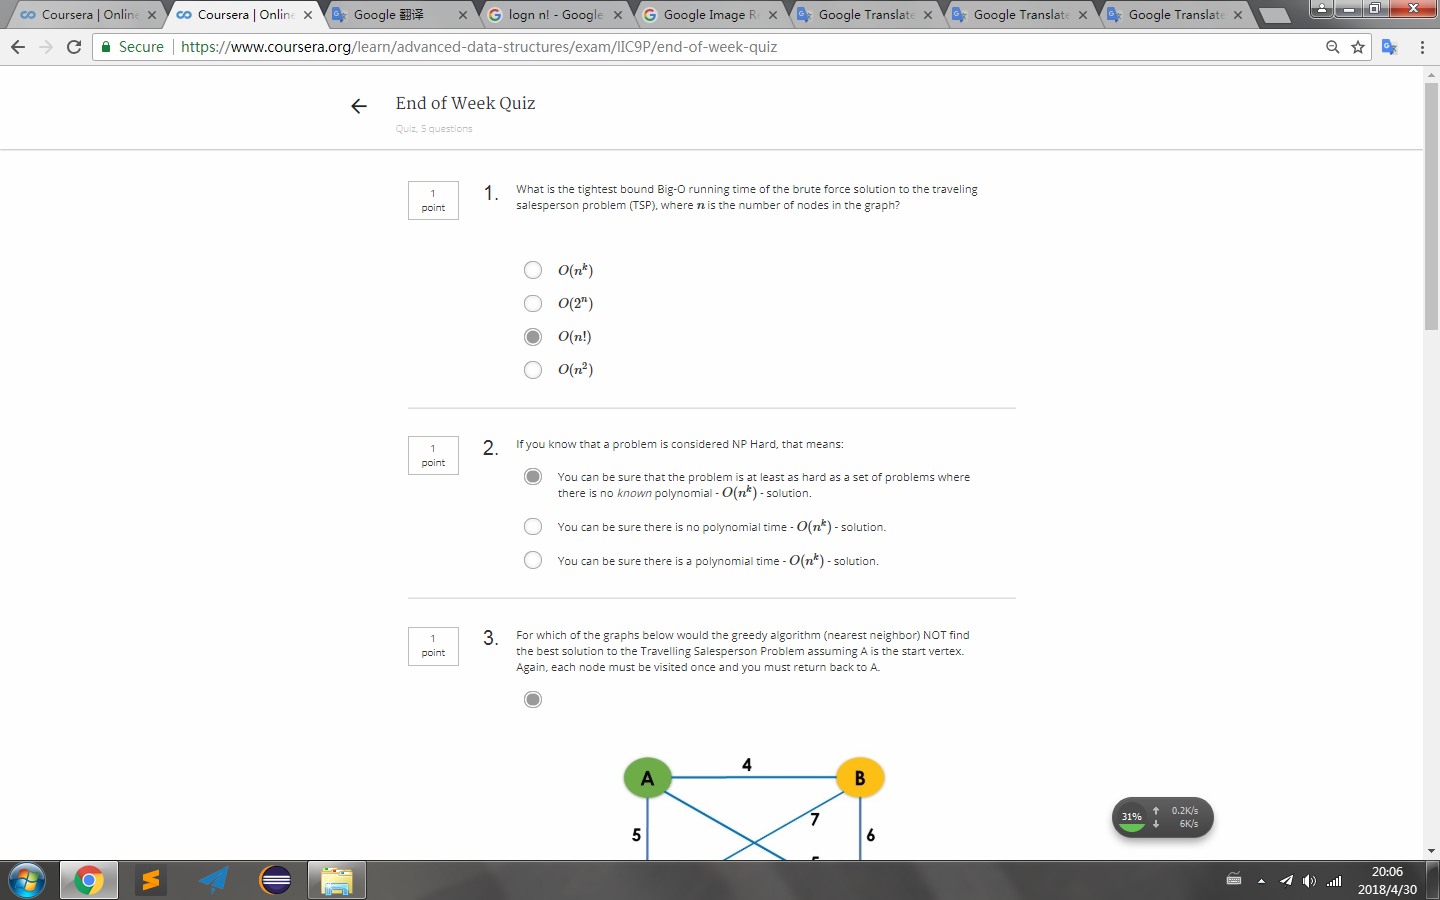 Coursera | Online
Coursera | Online
Google 翻译
logn n! - Google
Google Image Re
Google Translate
Google Translate
Google Translate
Secure
https://www.coursera.org/learn/advanced-data-structures/exam/lIC9P/end-of-week-quiz
End of Week Quiz
Quiz, 5 questions
1
point
1.
What is the tightest bound Big-O running time of the brute force solution to the traveling
salesperson problem (TSP), where n is the number of nodes in the graph?
O(n^k)
O(2^n)
O(n!)
O(n^2)
1
point
2.
If you know that a problem is considered NP Hard, that means:
You can be sure that the problem is at least as hard as a set of problems where
there is no known polynomial - O(n^k) - solution.
You can be sure there is no polynomial time - O(n^k) - solution.
You can be sure there is a polynomial time - O(n^k) - solution.
1
point
3.
For which of the graphs below would the greedy algorithm (nearest neighbor) NOT find
the best solution to the Travelling Salesperson Problem assuming A is the start vertex.
Again, each node must be visited once and you must return back to A.
A
4
B
5
7
6
31%
0.2K/s
6K/s
20:06
2018/4/30